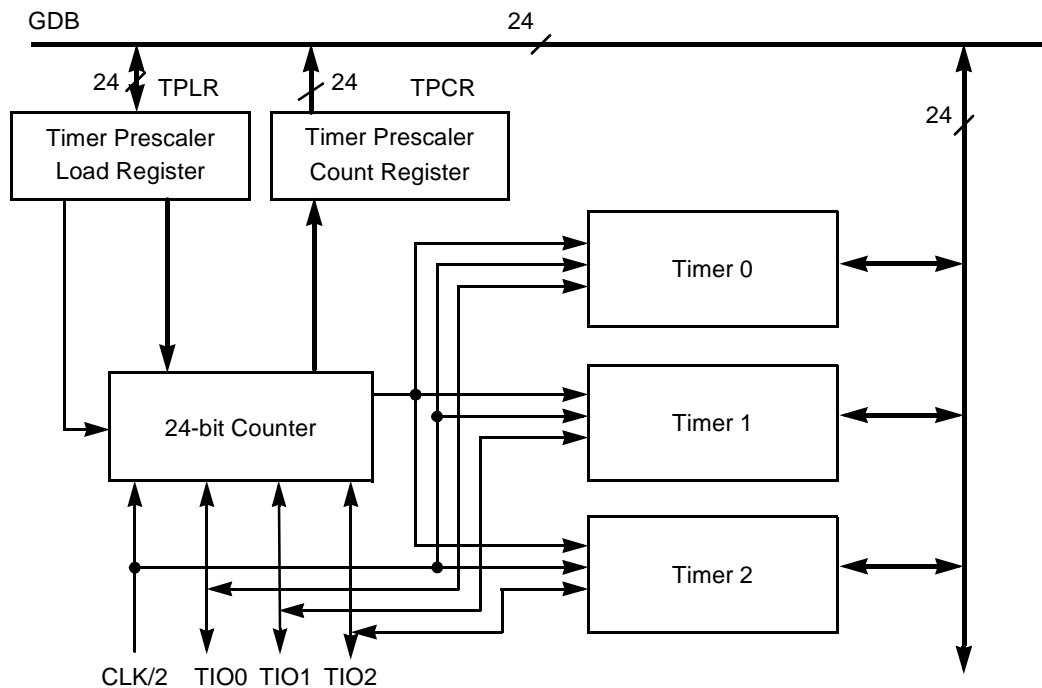 GDB
24
24
TPLR
24
TPCR
24
Timer Prescaler
Load Register
Timer Prescaler
Count Register
Timer 0
Timer 1
24-bit Counter
Timer 2
CLK/2
TIO0
TIO1
TIO2